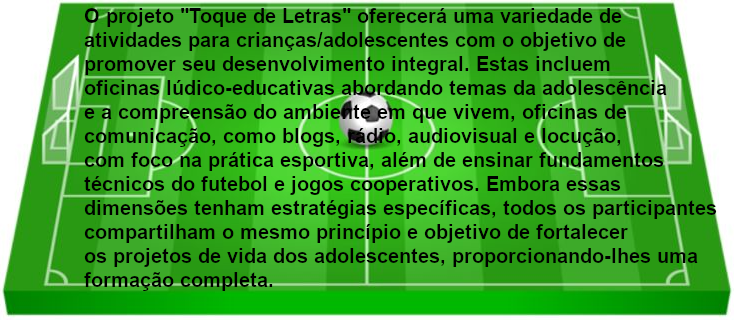 O projeto "Toque de Letras" oferecerá uma variedade de
atividades para crianças/adolescentes com o objetivo de
promover seu desenvolvimento integral. Estas incluem
oficinas lúdico-educativas abordando temas da adolescência
e a compreensão do ambiente em que vivem, oficinas de
comunicação, como blogs, rádio, audiovisual e locução,
com foco na prática esportiva, além de ensinar fundamentos
técnicos do futebol e jogos cooperativos. Embora essas
dimensões tenham estratégias específicas, todos os participantes
compartilham o mesmo princípio e objetivo de fortalecer
os projetos de vida dos adolescentes, proporcionando-lhes uma
formação completa.